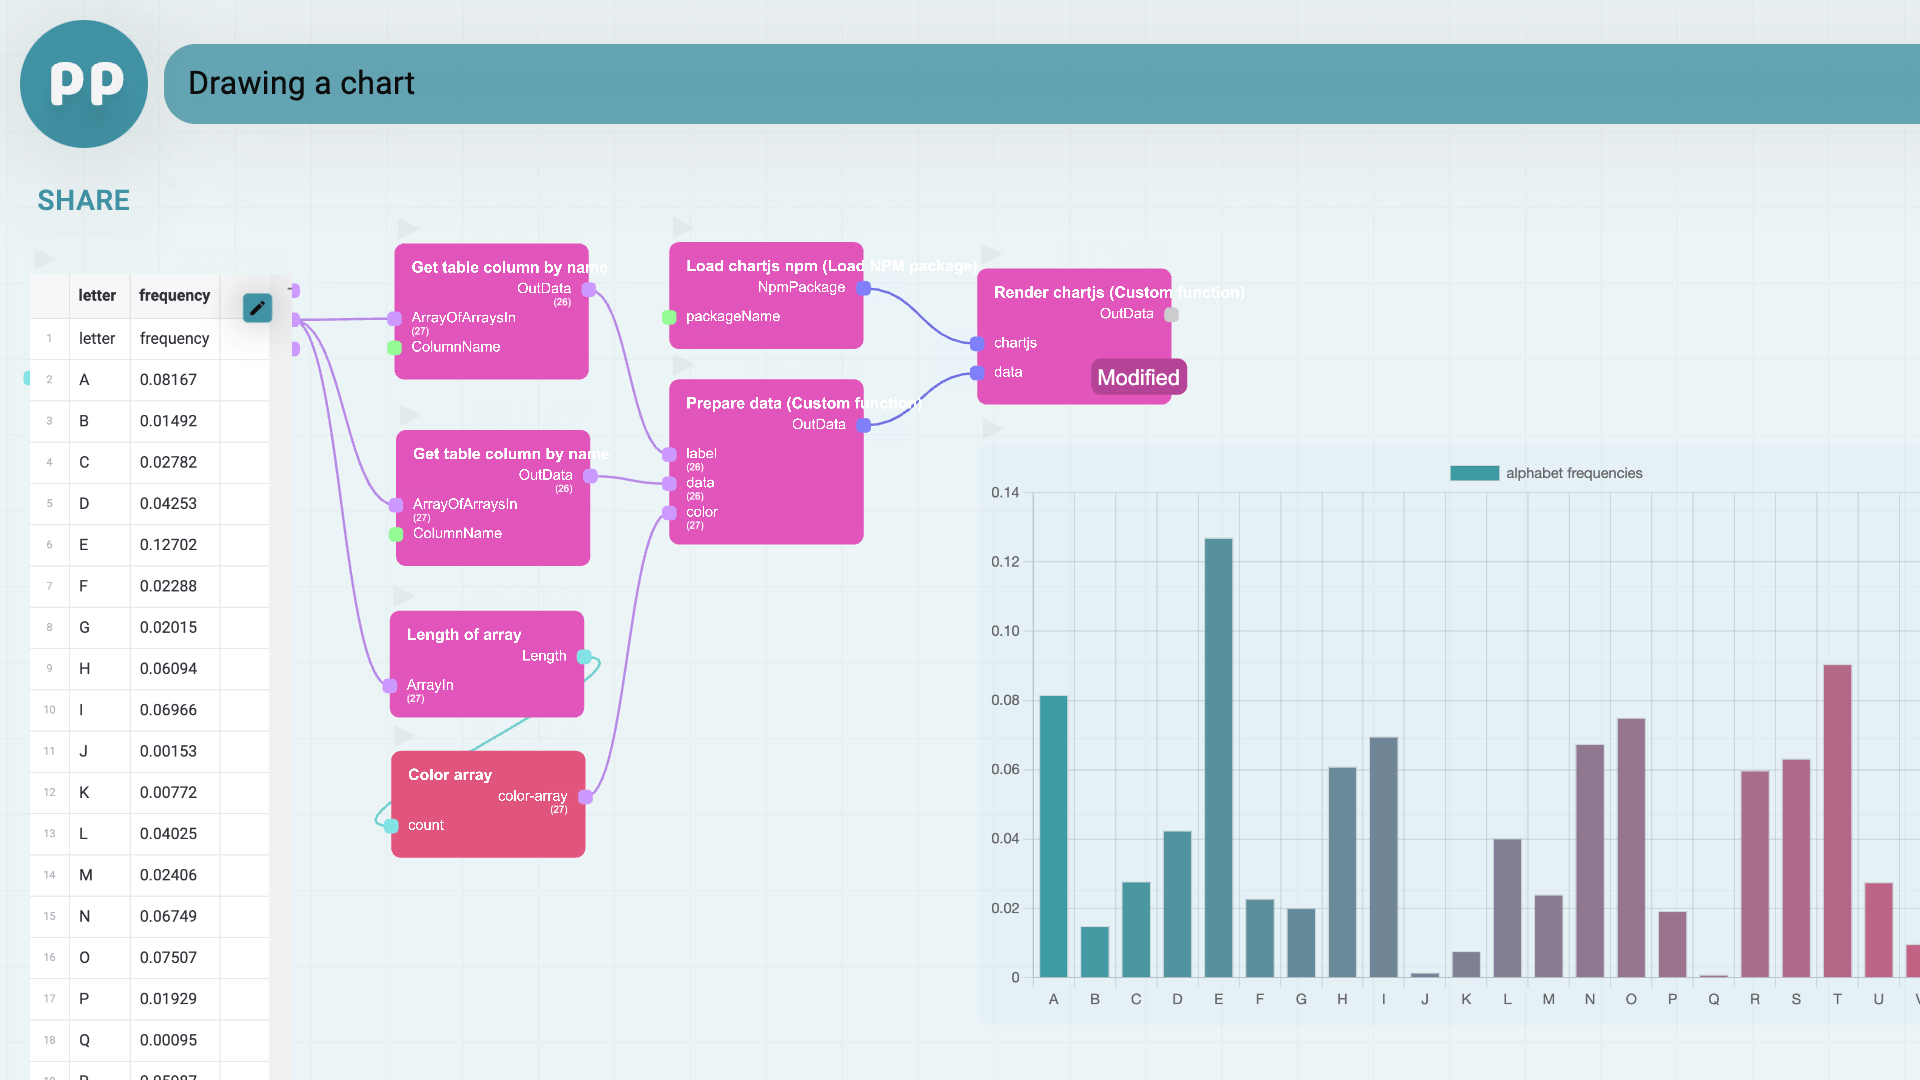 pp
Drawing a chart
SHARE
letter frequency
1 letter frequency
2 A 0.08167
3 B 0.01492
4 C 0.02782
5 D 0.04253
6 E 0.12702
7 F 0.02288
8 G 0.02015
9 H 0.06094
10 I 0.06966
11 J 0.00153
12 K 0.00772
13 L 0.04025
14 M 0.02406
15 N 0.06749
16 O 0.07507
17 P 0.01929
18 Q 0.00095
Get table column by name
OutData
(26)
ArrayOfArraysIn
(27)
ColumnName
Get table column by name
OutData
(26)
ArrayOfArraysIn
(27)
ColumnName
Length of array
Length
ArrayIn
(27)
Color array
color-array
(27)
count
Load chartjs npm (Load NPM package)
NpmPackage
packageName
Prepare data (Custom function)
OutData
label
(26)
data
(26)
color
(27)
Render chartjs (Custom function)
OutData
chartjs
data
Modified
alphabet frequencies
0.14
0.12
0.10
0.08
0.06
0.04
0.02
0
A B C D E F G H I J K L M N O P Q R S T U